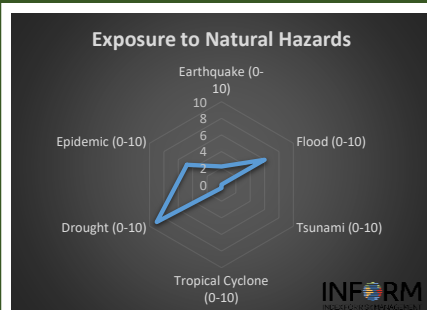 Exposure to Natural Hazards
Earthquake (0-
10)
10
8
6
4
2
0
Flood (0-10)
Epidemic (0-10)
Drought (0-10)
Tsunami (0-10)
Tropical Cyclone
(0-10)
INFORM